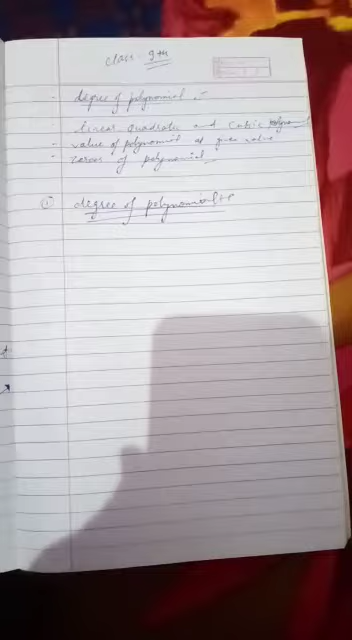 class 9th
- degree of polynomial :-
linear quadratic and cubic polynomial
- value of polynomial at given value
- zeroes of polynomial
① degree of polynomial :-